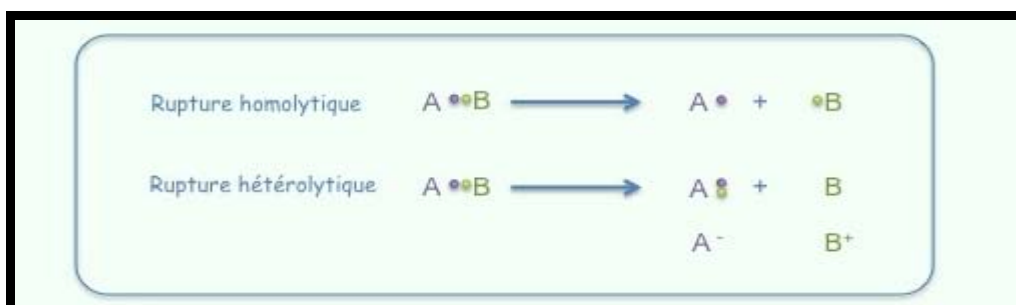 Rupture homolytique A B A + B
Rupture hétérolytique A B A + B
A - B+